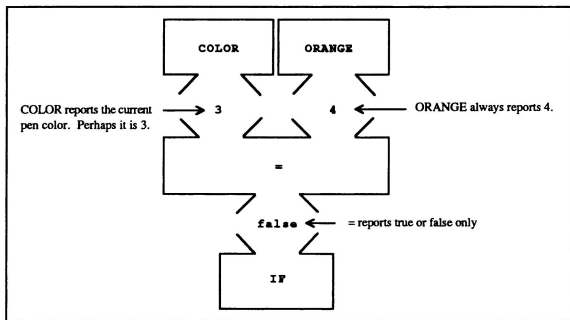 COLOR ORANGE
COLOR reports the current
pen color. Perhaps it is 3.
3
4
ORANGE always reports 4.
=
false
= reports true or false only
IF